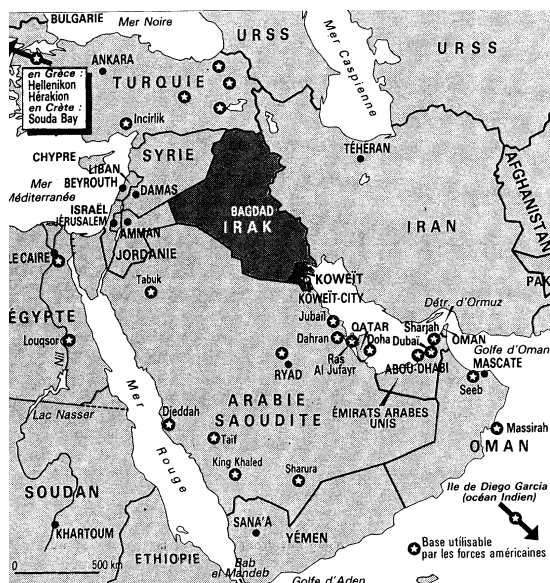 BULGARIE
Mer Noire
URSS
Mer Caspienne
URSS
ANKARA
TURQUIE
en Grèce :
Hellenikon
Hérakion
en Crète :
Souda Bay
Incirlik
TÉHÉRAN
CHYPRE
SYRIE
LIBAN
BEYROUTH
Mer
Méditerranée
DAMAS
ISRAËL
JÉRUSALEM
AMMAN
JORDANIE
BAGDAD
IRAK
IRAN
AFGHANISTAN
PAK
LE CAIRE
Tabuk
KOWEÏT
KOWEÏT-CITY
Détr. d'Ormuz
ÉGYPTE
Jubaïl
Dahran
QATAR
Doha
Sharjah
Dubaï
OMAN
Golfe d'Oman
Louqsor
NIL
Ras
Al Jufayr
ABOU-DHABI
MASCATE
RYAD
Seeb
Mer
Rouge
ARABIE
SAOUDITE
ÉMIRATS ARABES
UNIS
Lac Nasser
Djeddah
Taïf
Massirah
OMAN
King Khaled
Sharura
SOUDAN
Ile de Diego Garcia
(océan Indien)
KHARTOUM
SANA'A
YÉMEN
Base utilisable
par les forces américaines
ETHIOPIE
Bab
el Mandeb
0 500 km
Golfe d'Aden